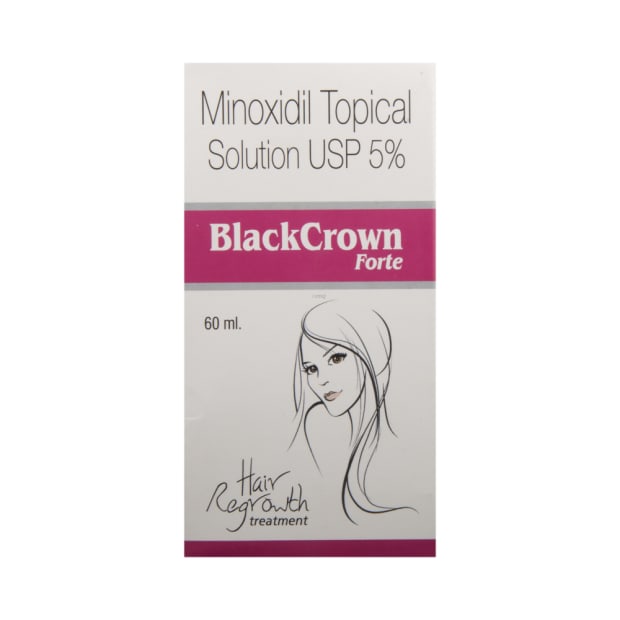 Minoxidil Topical
Solution USP 5%
BlackCrown
Forte
60 ml.
Hair
Regrowth
treatment